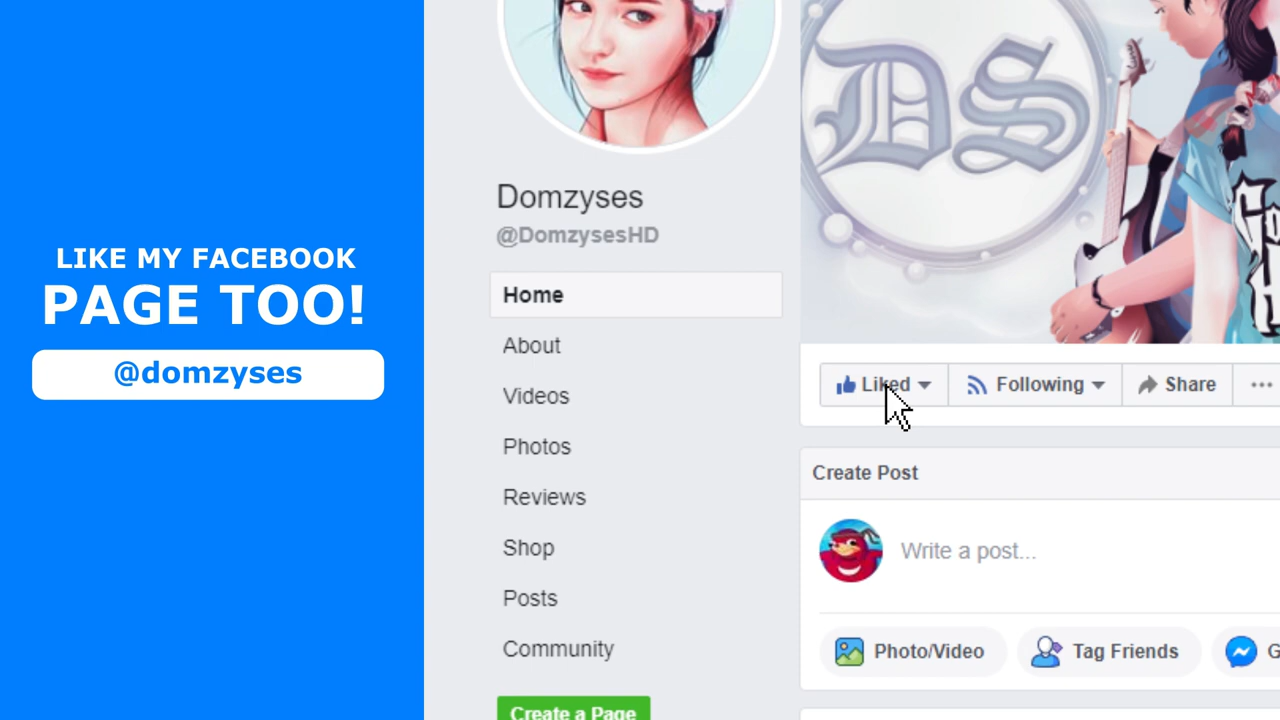 LIKE MY FACEBOOK
PAGE TOO!
@domzyses
Domzyses
@DomzysesHD
Home
About
Videos
Photos
Reviews
Shop
Posts
Community
Create a Page
DS
Liked
Following
Share
Create Post
Write a post...
Photo/Video
Tag Friends
G